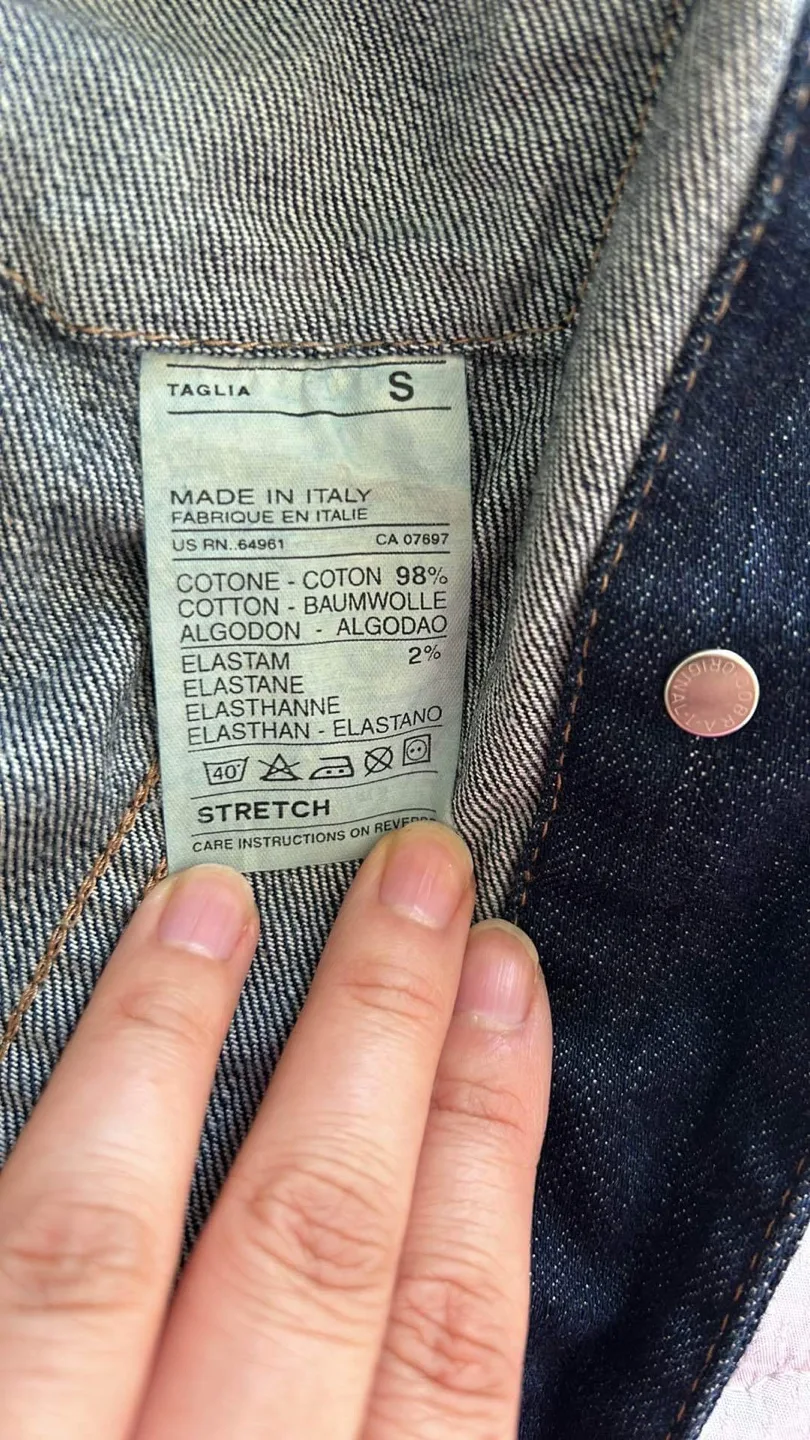 TAGLIA S
MADE IN ITALY
FABRIQUE EN ITALIE
US RN..64961 CA 07697
COTONE - COTON 98%
COTTON - BAUMWOLLE
ALGODON - ALGODAO
ELASTAM 2%
ELASTANE
ELASTHANNE
ELASTHAN - ELASTANO
40
STRETCH
CARE INSTRUCTIONS ON
ORIGINAL